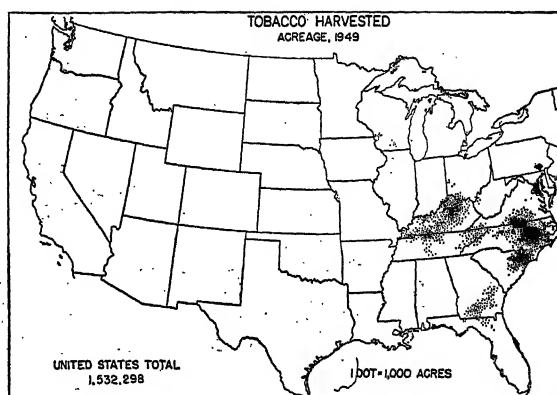 TOBACCO HARVESTED
ACREAGE, 1949
UNITED STATES TOTAL
1,532,298
1 DOT=1,000 ACRES